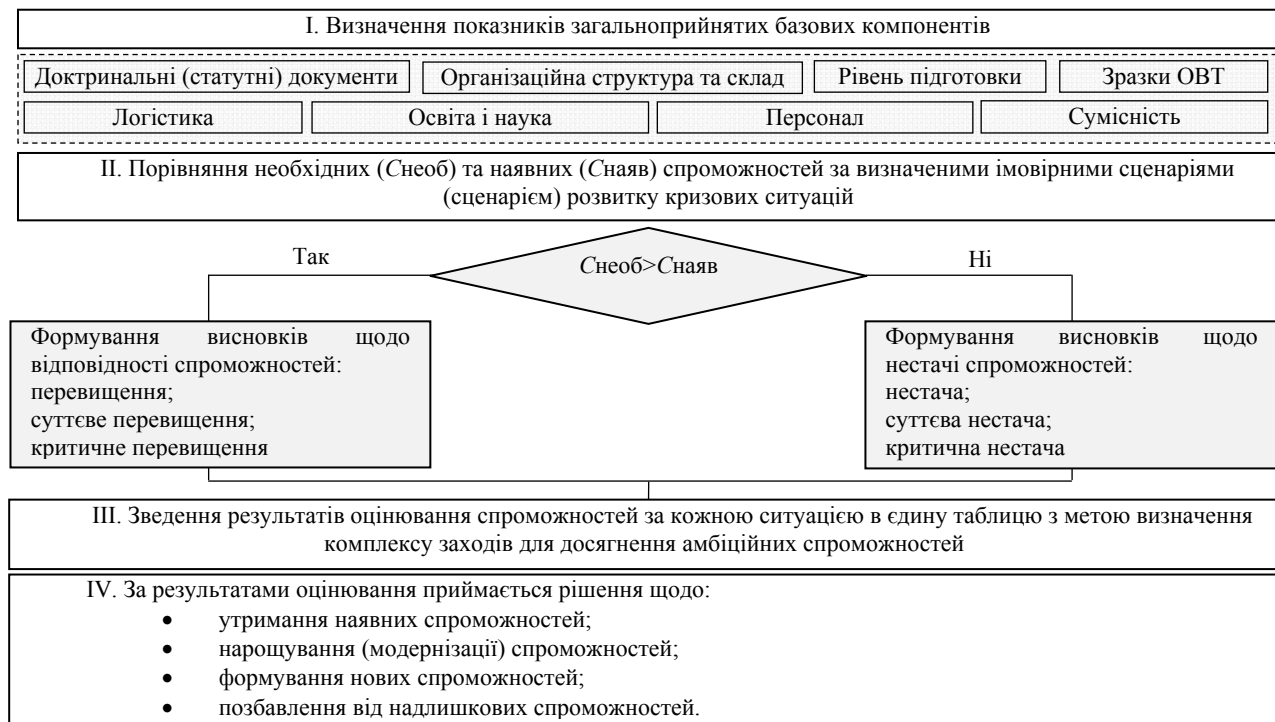 I. Визначення показників загальноприйнятих базових компонентів
Доктринальні (статутні) документи
Організаційна структура та склад
Рівень підготовки
Зразки ОВТ
Логістика
Освіта і наука
Персонал
Сумісність
II. Порівняння необхідних (Снеоб) та наявних (Снаяв) спроможностей за визначеними імовірними сценаріями
(сценарієм) розвитку кризових ситуацій
Так
Снеоб>Снаяв
Ні
Формування висновків щодо
відповідності спроможностей:
перевищення;
суттєве перевищення;
критичне перевищення
Формування висновків щодо
нестачі спроможностей:
нестача;
суттєва нестача;
критична нестача
III. Зведення результатів оцінювання спроможностей за кожною ситуацією в єдину таблицю з метою визначення
комплексу заходів для досягнення амбіційних спроможностей
IV. За результатами оцінювання приймається рішення щодо:
• утримання наявних спроможностей;
• нарощування (модернізації) спроможностей;
• формування нових спроможностей;
• позбавлення від надлишкових спроможностей.